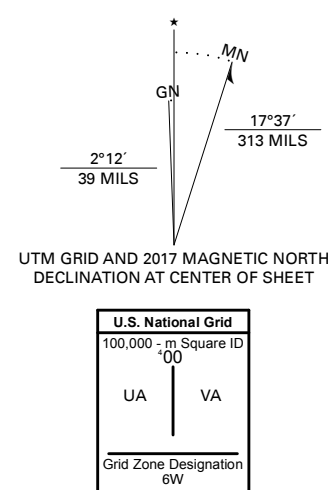 ★
MN
GN
17°37´
313 MILS
2°12´
39 MILS
UTM GRID AND 2017 MAGNETIC NORTH
DECLINATION AT CENTER OF SHEET
U.S. National Grid
100,000 - m Square ID
⁴00
UA VA
Grid Zone Designation
6W